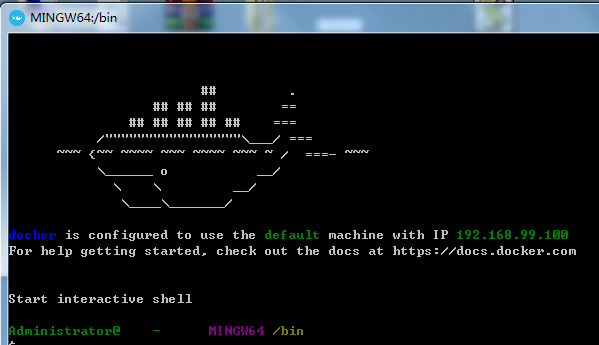 MINGW64:/bin
## .
## ## ## ==
## ## ## ## ## ===
/"""""""""""""""""\___/ ===
~~~ {~~ ~~~~ ~~~ ~~~~ ~~~ ~ / ===- ~~~
\______ o __/
\ \ __/
\____\_______/
docker is configured to use the default machine with IP 192.168.99.100
For help getting started, check out the docs at https://docs.docker.com
Start interactive shell
Administrator@ - MINGW64 /bin